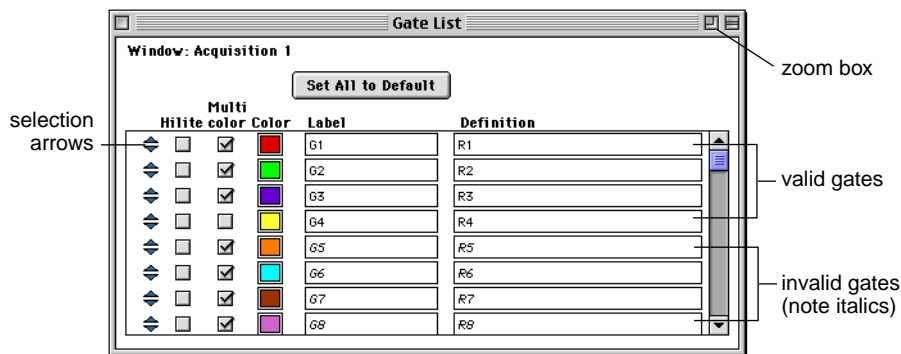 Gate List
Window: Acquisition 1
zoom box
Set All to Default
selection
arrows
Hilite Multi color Color Label Definition
G1 R1
G2 R2
valid gates
G3 R3
G4 R4
G5 R5
G6 R6
invalid gates
(note italics)
G7 R7
G8 R8